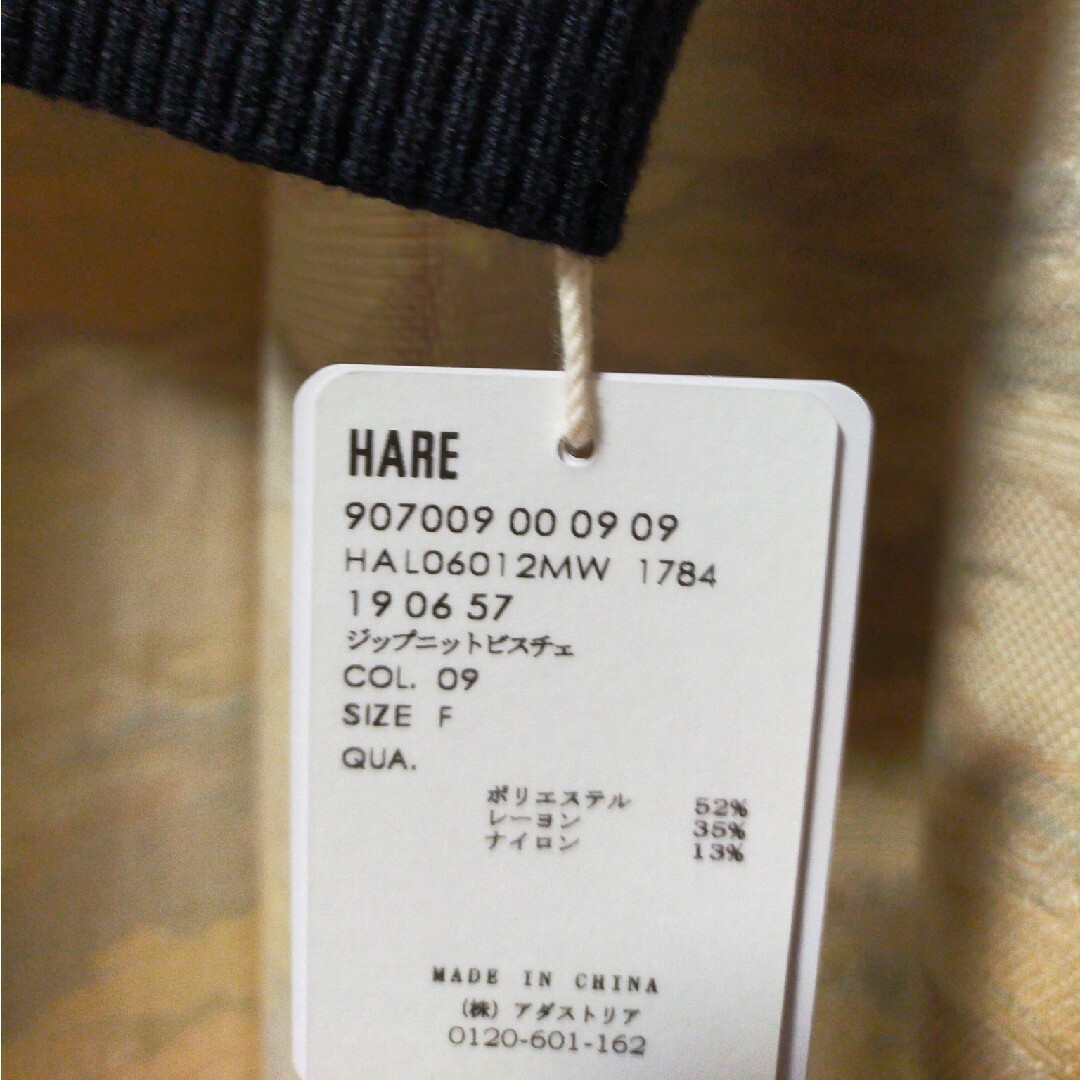 HARE
907009 00 09 09
HAL06012MW 1784
19 06 57
ジップニットビスチェ
COL. 09
SIZE F
QUA.
ポリエステル 52%
レーヨン 35%
ナイロン 13%
MADE IN CHINA
(株) アダストリア
0120-601-162